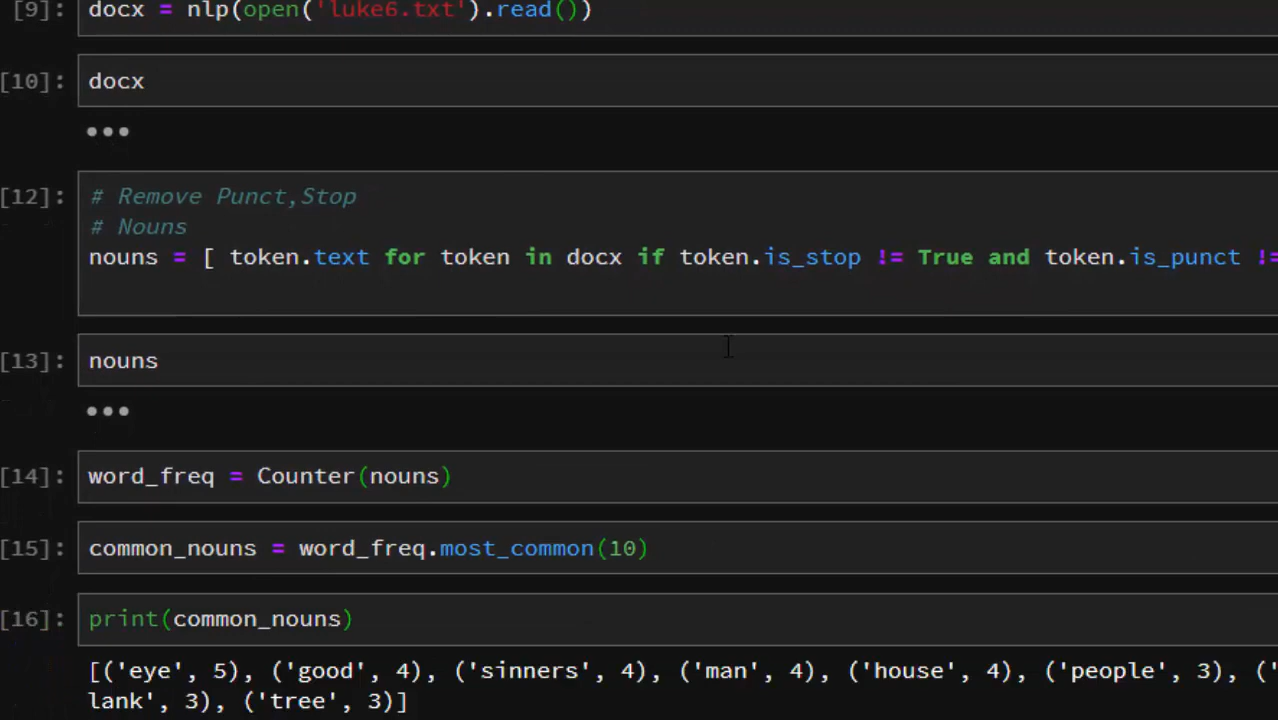 [9]: docx = nlp(open('luke6.txt').read())
[10]: docx
•••
[12]: # Remove Punct,Stop
# Nouns
nouns = [ token.text for token in docx if token.is_stop != True and token.is_punct !=
[13]: nouns
•••
[14]: word_freq = Counter(nouns)
[15]: common_nouns = word_freq.most_common(10)
[16]: print(common_nouns)
[('eye', 5), ('good', 4), ('sinners', 4), ('man', 4), ('house', 4), ('people', 3), ('
lank', 3), ('tree', 3)]